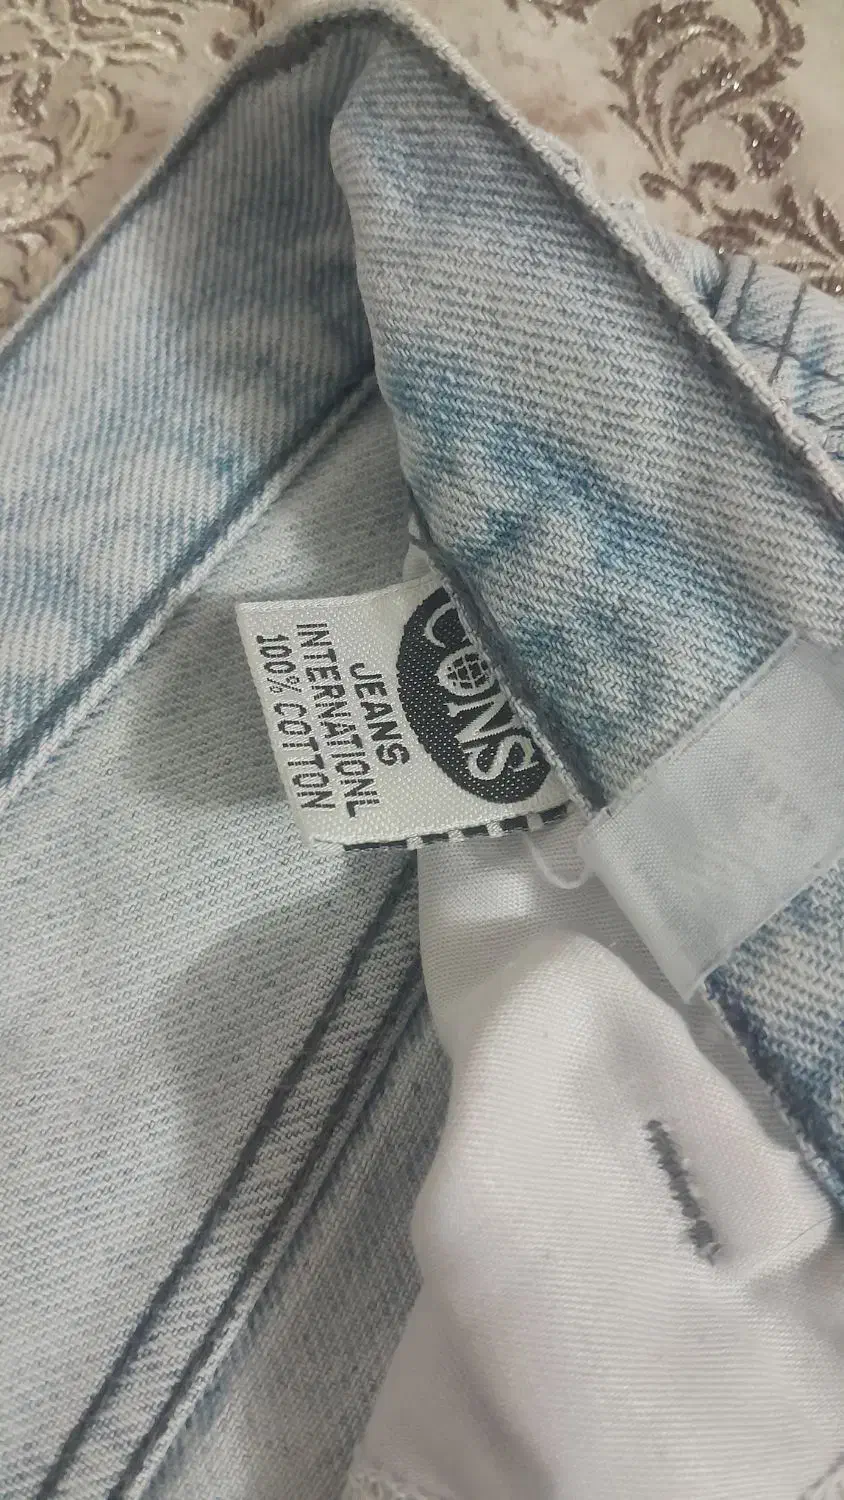 CONS
JEANS
INTERNATIONL
100% COTTON